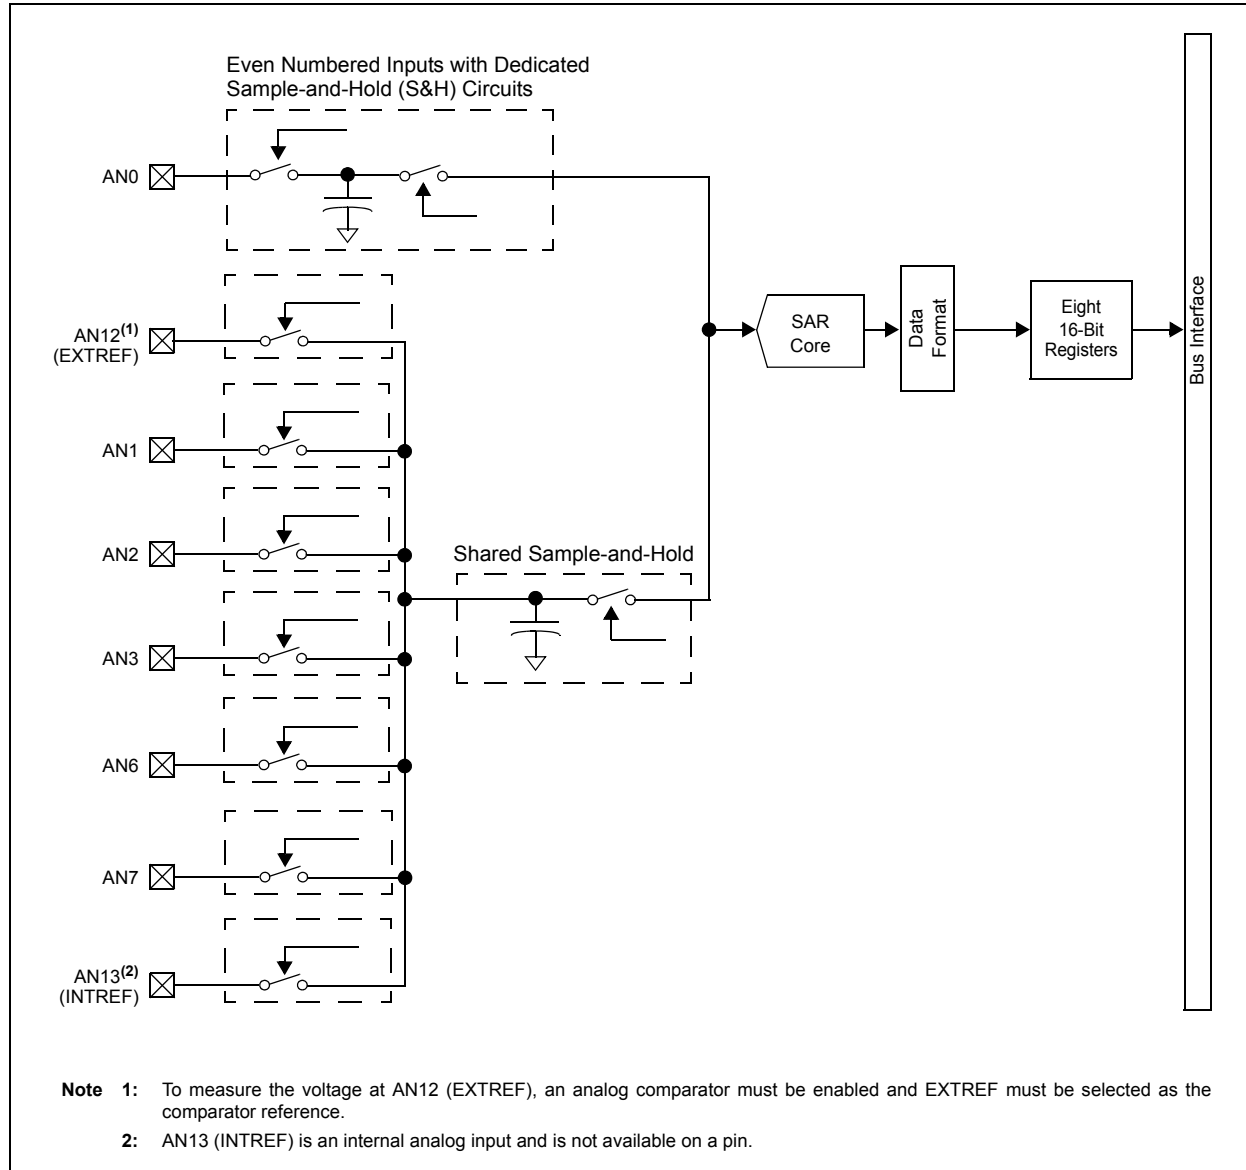 Even Numbered Inputs with Dedicated
Sample-and-Hold (S&H) Circuits
AN0
AN12(1)
(EXTREF)
AN1
AN2
AN3
AN6
AN7
AN13(2)
(INTREF)
Shared Sample-and-Hold
SAR
Core
Data
Format
Eight
16-Bit
Registers
Bus Interface
Note 1: To measure the voltage at AN12 (EXTREF), an analog comparator must be enabled and EXTREF must be selected as the
comparator reference.
2: AN13 (INTREF) is an internal analog input and is not available on a pin.